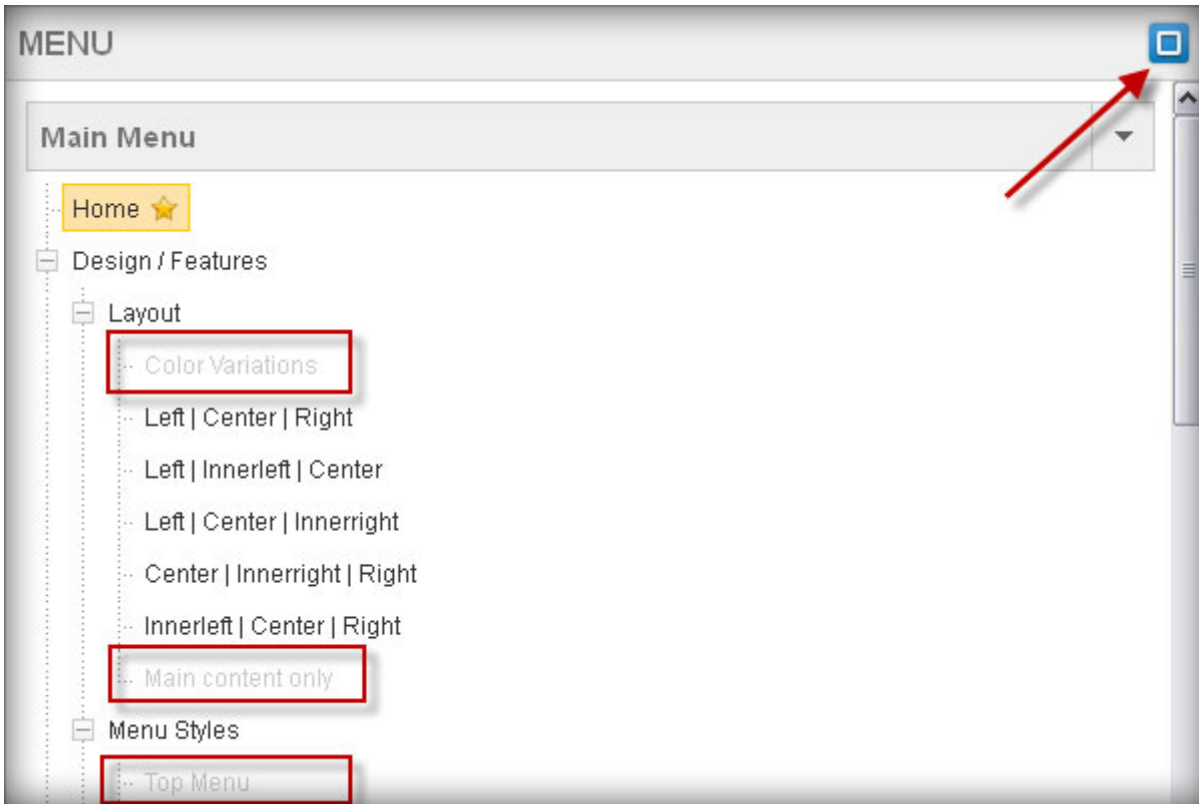 MENU
Main Menu
Home
Design / Features
Layout
Color Variations
Left | Center | Right
Left | Innerleft | Center
Left | Center | Innerright
Center | Innerright | Right
Innerleft | Center | Right
Main content only
Menu Styles
Top Menu